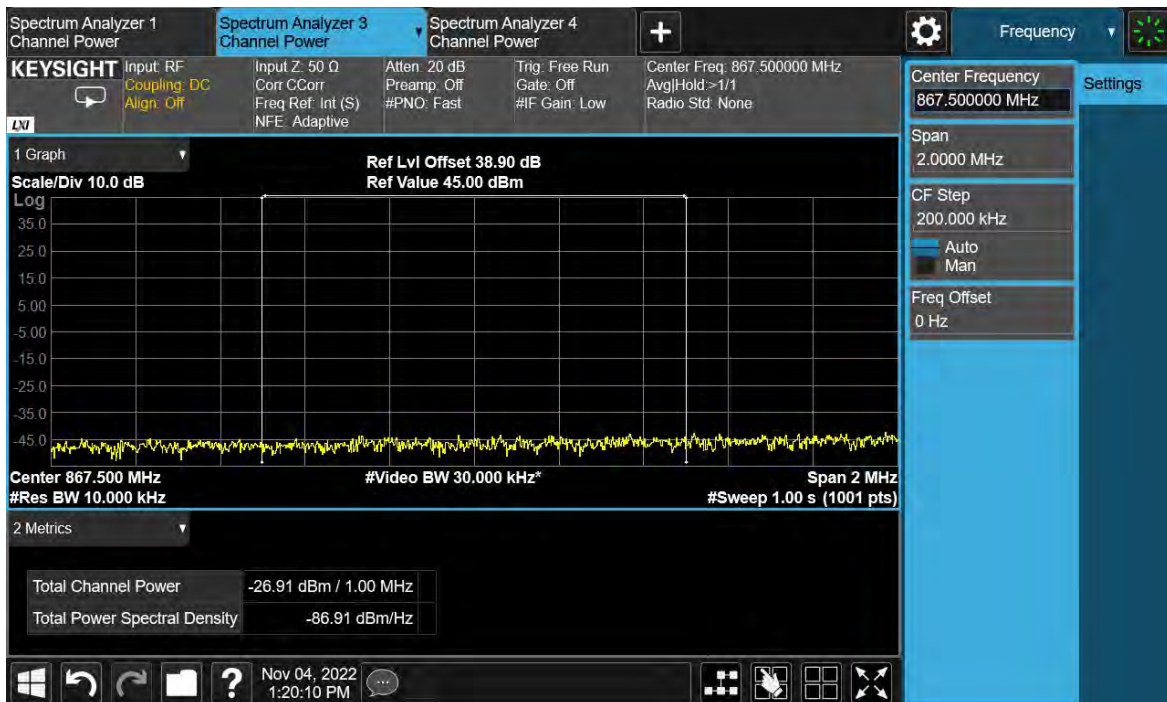 Spectrum Analyzer 1
Channel Power
Spectrum Analyzer 3
Channel Power
Spectrum Analyzer 4
Channel Power
Frequency
KEYSIGHT
LXI
Input: RF
Coupling: DC
Align: Off
Input Z: 50 Ω
Corr CCorr
Freq Ref: Int (S)
NFE: Adaptive
Atten: 20 dB
Preamp: Off
#PNO: Fast
Trig: Free Run
Gate: Off
#IF Gain: Low
Center Freq: 867.500000 MHz
Avg|Hold:>1/1
Radio Std: None
1 Graph
Scale/Div 10.0 dB
Ref Lvl Offset 38.90 dB
Ref Value 45.00 dBm
Log
35.0
25.0
15.0
5.00
-5.00
-15.0
-25.0
-35.0
-45.0
Center 867.500 MHz
#Video BW 30.000 kHz*
Span 2 MHz
#Res BW 10.000 kHz
#Sweep 1.00 s (1001 pts)
2 Metrics
Total Channel Power -26.91 dBm / 1.00 MHz
Total Power Spectral Density -86.91 dBm/Hz
?
Nov 04, 2022
1:20:10 PM
Center Frequency
867.500000 MHz
Span
2.0000 MHz
CF Step
200.000 kHz
Auto
Man
Freq Offset
0 Hz
Settings